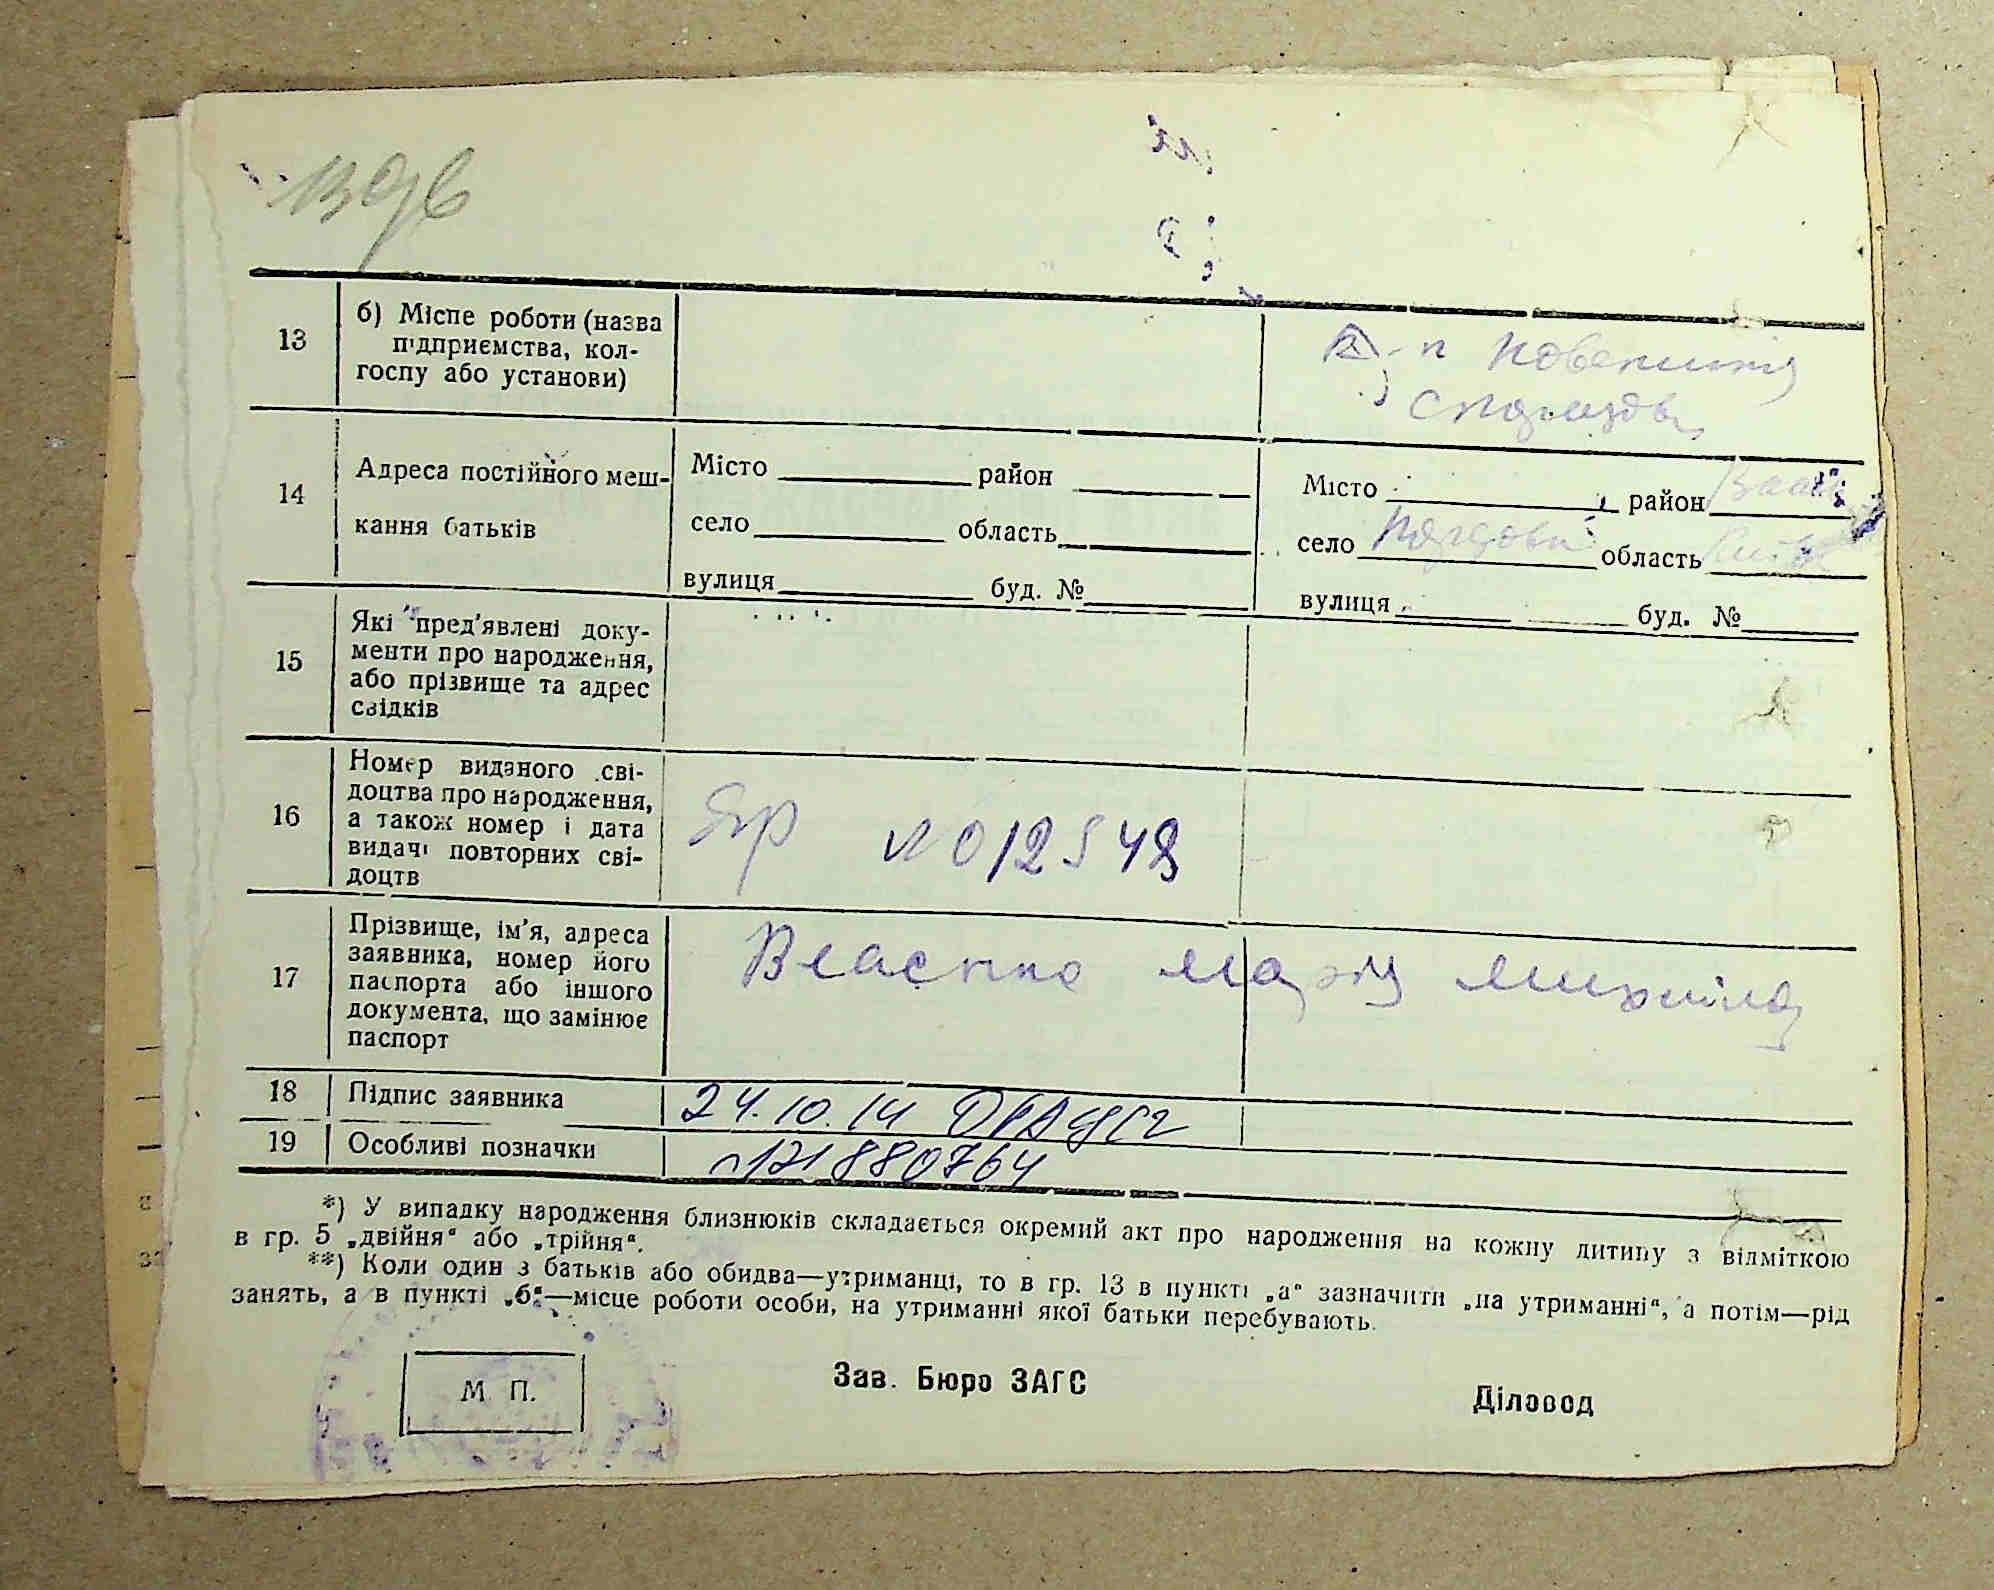 13
б) Місце роботи (назва
підприємства, кол-
госпу або установи)
14
Адреса постійного меш-
кання батьків
Місто район
село область
вулиця буд. №
Місто район
село область
вулиця буд. №
15
Які пред'явлені доку-
менти про народження,
або прізвище та адрес
свідків
16
Номер виданого сві-
доцтва про народження,
а також номер і дата
видачі повторних сві-
доцтв
N 012548
17
Прізвище, ім'я, адреса
заявника, номер його
паспорта або іншого
документа, що замінює
паспорт
18
Підпис заявника
24.10.14
19
Особливі позначки
*) У випадку народження близнюків складається окремий акт про народження на кожну дитину з відміткою
в гр. 5 „двійня“ або „трійня“.
**) Коли один з батьків або обидва—утриманці, то в гр. 13 в пункті „а“ зазначити „на утриманні“, а потім—рід
занять, а в пункті „б“—місце роботи особи, на утриманні якої батьки перебувають.
М. П.
Зав. Бюро ЗАГС
Діловод